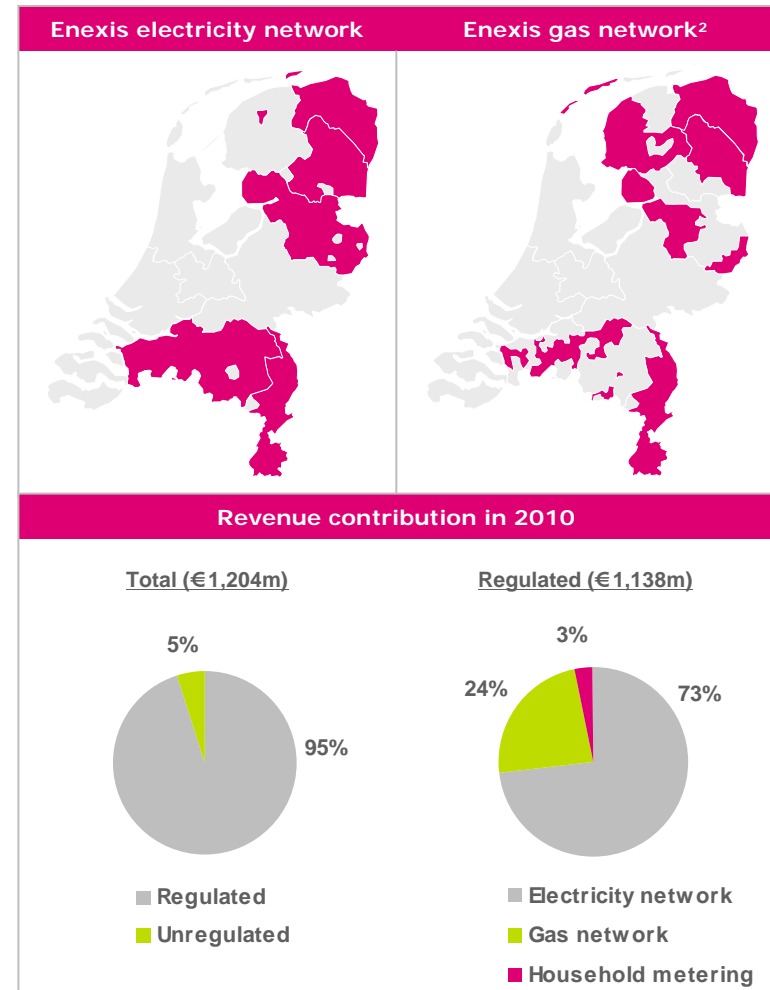 Enexis electricity network
Enexis gas network²
Revenue contribution in 2010
Total (€1,204m)
Regulated (€1,138m)
5%
95%
3%
24%
73%
Regulated
Unregulated
Electricity network
Gas network
Household metering